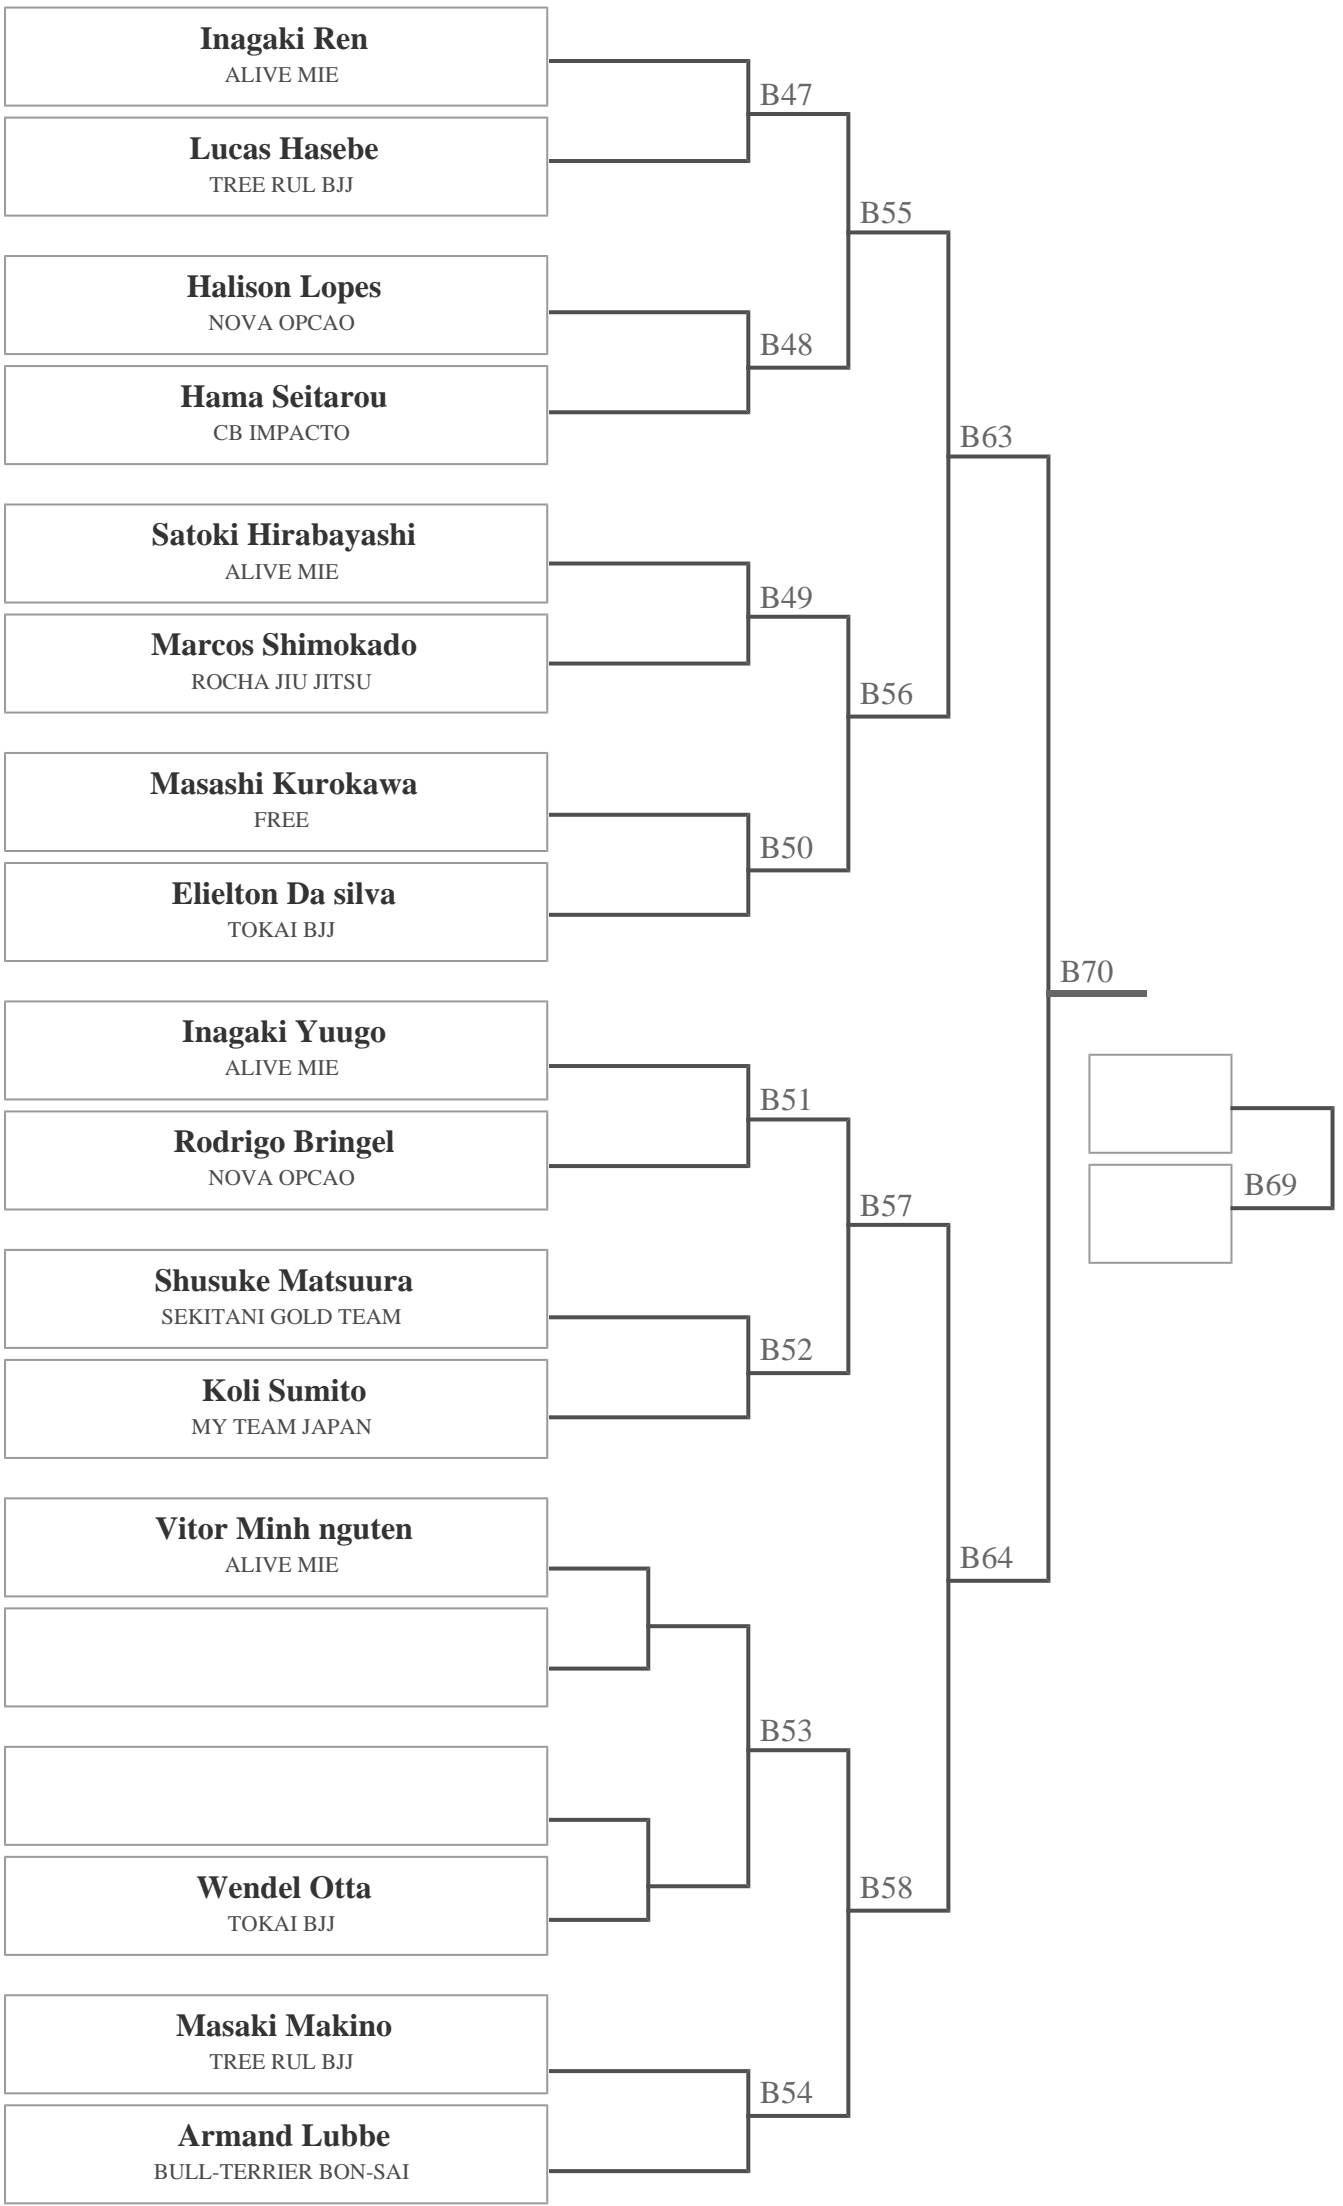 Inagaki Ren
ALIVE MIE
B47
Lucas Hasebe
TREE RUL BJJ
B55
Halison Lopes
NOVA OPCAO
B48
Hama Seitarou
CB IMPACTO
B63
Satoki Hirabayashi
ALIVE MIE
B49
Marcos Shimokado
ROCHA JIU JITSU
B56
Masashi Kurokawa
FREE
B50
Elielton Da silva
TOKAI BJJ
B70
Inagaki Yuugo
ALIVE MIE
B51
Rodrigo Bringel
NOVA OPCAO
B69
B57
Shusuke Matsuura
SEKITANI GOLD TEAM
B52
Koli Sumito
MY TEAM JAPAN
Vitor Minh nguten
ALIVE MIE
B64
B53
Wendel Otta
TOKAI BJJ
B58
Masaki Makino
TREE RUL BJJ
B54
Armand Lubbe
BULL-TERRIER BON-SAI